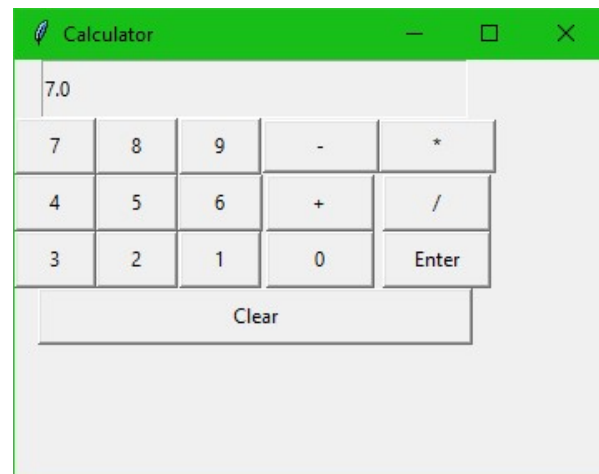 Calculator
7.0
7 8 9 - *
4 5 6 + /
3 2 1 0 Enter
Clear